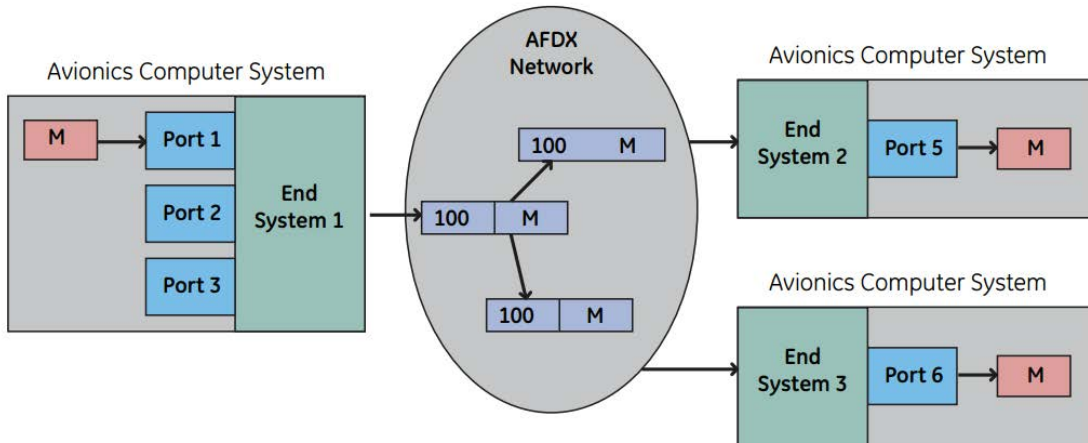 AFDX
Network
Avionics Computer System
M
Port 1
Port 2
Port 3
End
System 1
100 M
100 M
100 M
Avionics Computer System
End
System 2
Port 5
M
Avionics Computer System
End
System 3
Port 6
M